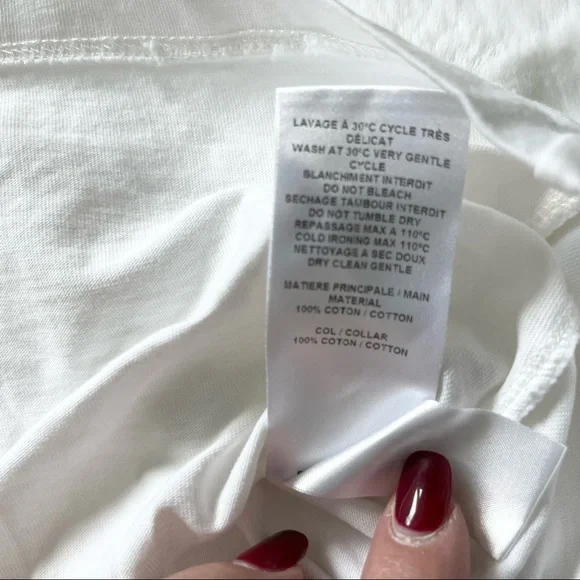 LAVAGE À 30°C CYCLE TRÈS
DÉLICAT
WASH AT 30°C VERY GENTLE
CYCLE
BLANCHIMENT INTERDIT
DO NOT BLEACH
SECHAGE TAMBOUR INTERDIT
DO NOT TUMBLE DRY
REPASSAGE MAX A 110°C
COLD IRONING MAX 110°C
NETTOYAGE A SEC DOUX
DRY CLEAN GENTLE
MATIERE PRINCIPALE / MAIN
MATERIAL
100% COTON / COTTON
COL / COLLAR
100% COTON / COTTON